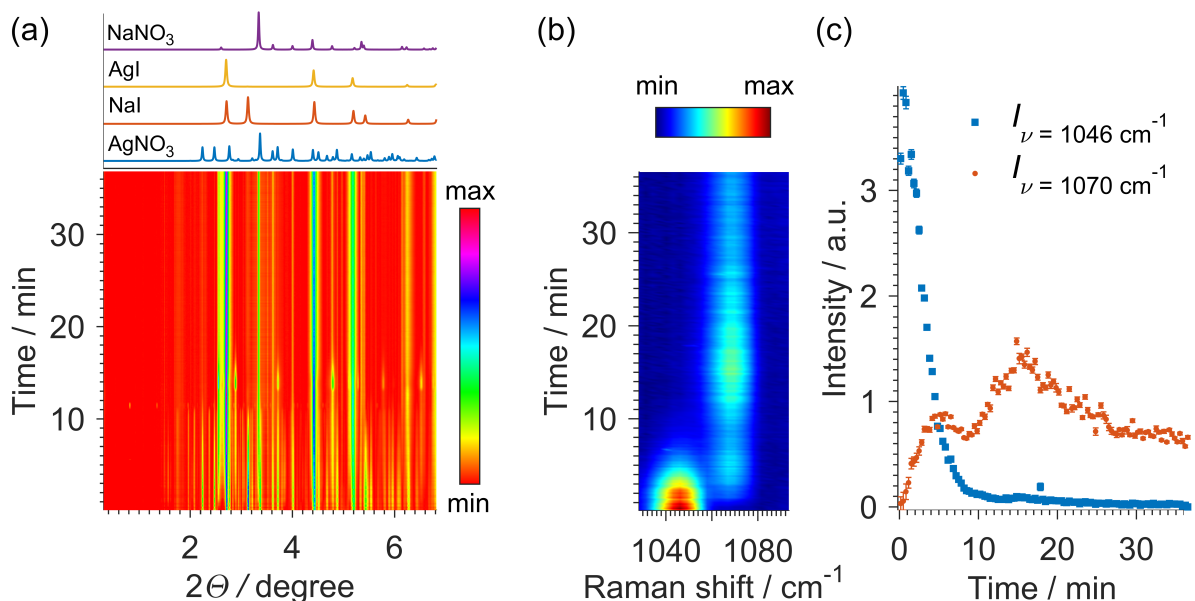 (a)
NaNO₃
AgI
NaI
AgNO₃
max
min
30
20
10
Time / min
2
4
6
2Θ / degree
(b)
min
max
30
20
10
Time / min
1040
1080
Raman shift / cm⁻¹
(c)
I ν = 1046 cm⁻¹
I ν = 1070 cm⁻¹
3
2
1
0
Intensity / a.u.
0
10
20
30
Time / min